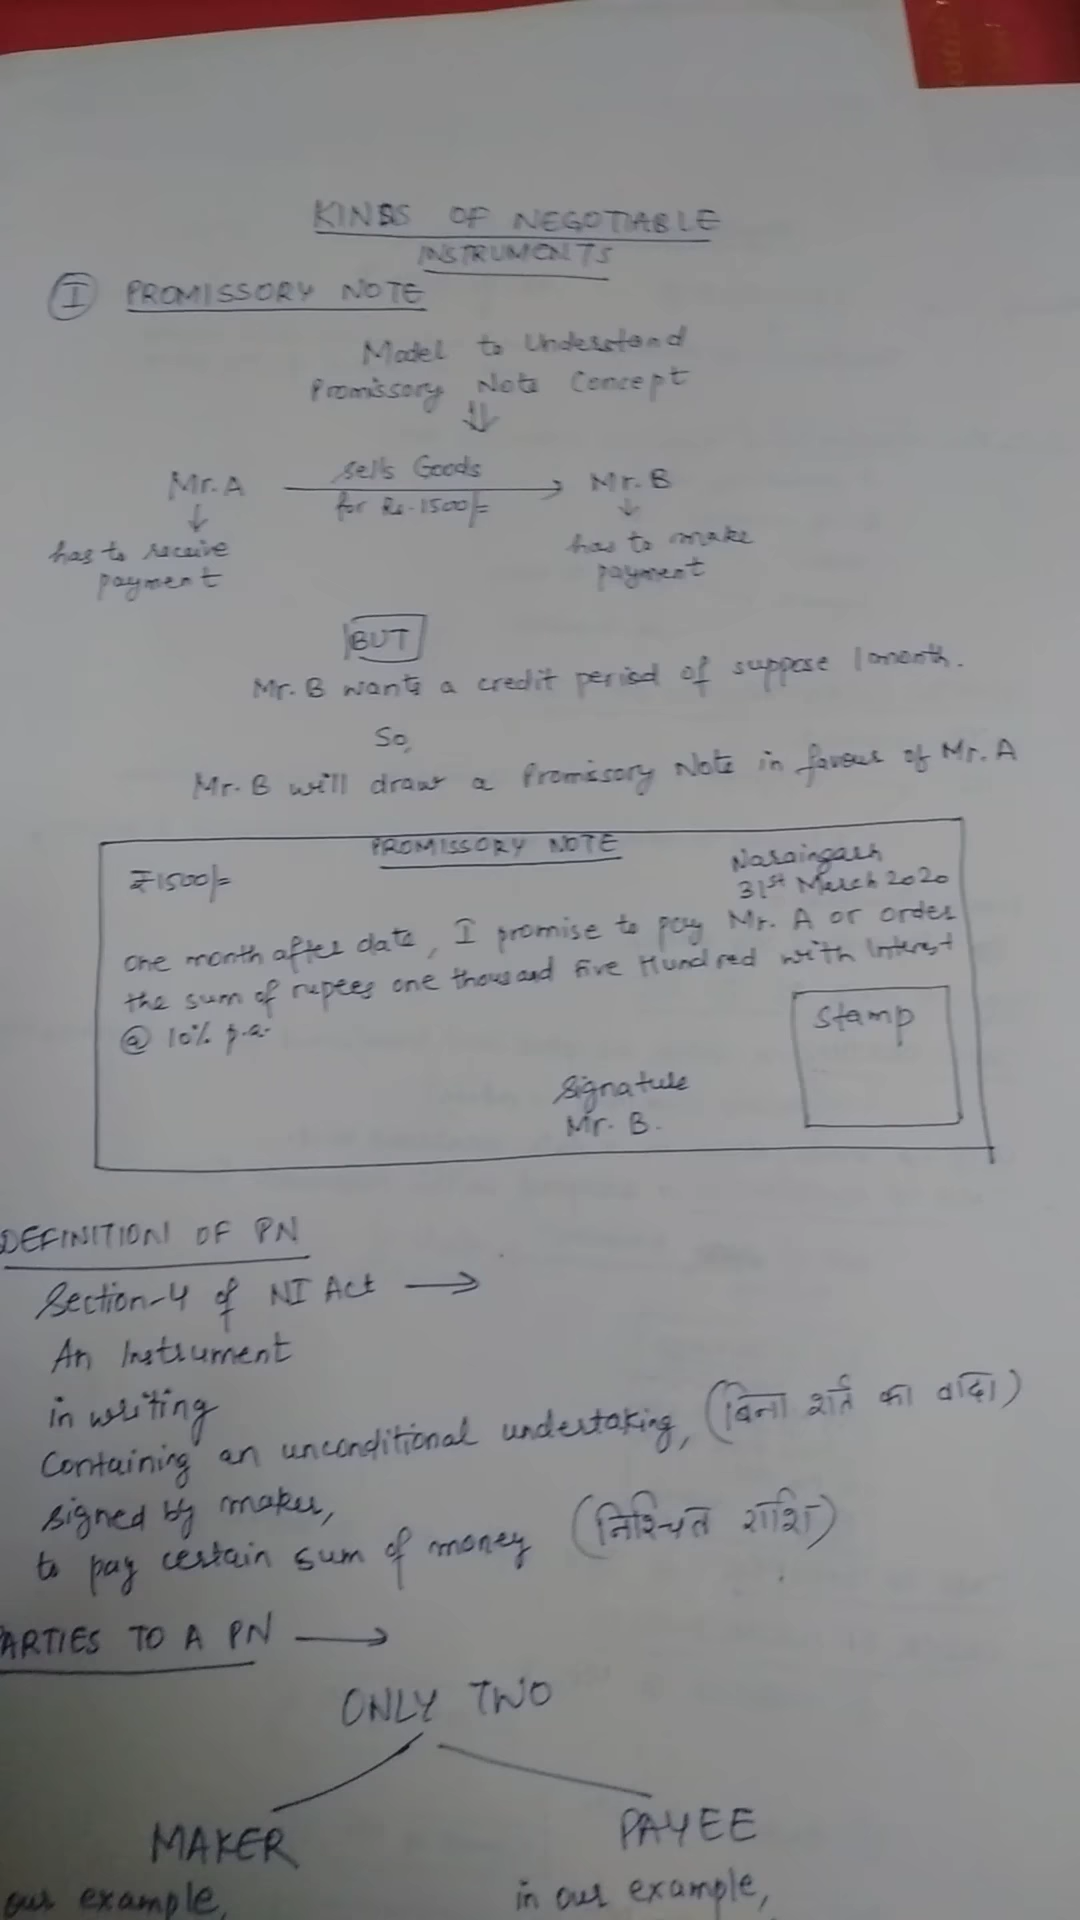 KINDS OF NEGOTIABLE
INSTRUMENTS
I PROMISSORY NOTE
Model to Understand
Promissory Note Concept
Mr. A sells Goods Mr. B
for Rs. 1500/=
has to receive
payment
has to make
payment
BUT
Mr. B wants a credit period of suppose 1 month.
So,
Mr. B will draw a Promissory Note in favour of Mr. A
PROMISSORY NOTE
₹1500/=
Naraingarh
31st March 2020
One month after date, I promise to pay Mr. A or order
the sum of rupees one thousand Five Hundred with Interest
@ 10% p.a.
Stamp
Signature
Mr. B.
DEFINITION OF PN
Section-4 of NI Act →
An Instrument
in writing
Containing an unconditional undertaking, (बिना शर्त का वादा)
signed by maker,
to pay certain sum of money (निश्चित राशि)
ARTIES TO A PN →
ONLY TWO
MAKER
PAYEE
our example,
in our example,